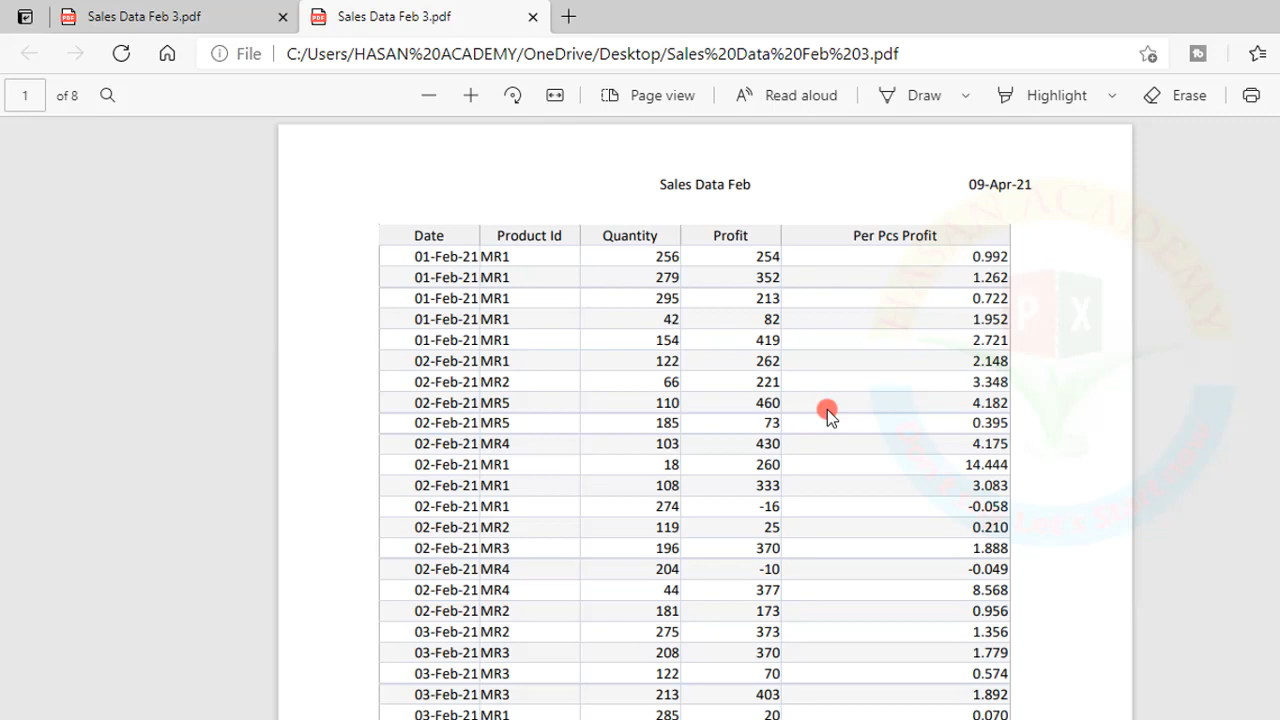 Sales Data Feb 3.pdf
Sales Data Feb 3.pdf
File C:/Users/HASAN%20ACADEMY/OneDrive/Desktop/Sales%20Data%20Feb%203.pdf
1 of 8 Page view Read aloud Draw Highlight Erase
Sales Data Feb 09-Apr-21
Date Product Id Quantity Profit Per Pcs Profit
01-Feb-21 MR1 256 254 0.992
01-Feb-21 MR1 279 352 1.262
01-Feb-21 MR1 295 213 0.722
01-Feb-21 MR1 42 82 1.952
01-Feb-21 MR1 154 419 2.721
02-Feb-21 MR1 122 262 2.148
02-Feb-21 MR2 66 221 3.348
02-Feb-21 MR5 110 460 4.182
02-Feb-21 MR5 185 73 0.395
02-Feb-21 MR4 103 430 4.175
02-Feb-21 MR1 18 260 14.444
02-Feb-21 MR1 108 333 3.083
02-Feb-21 MR1 274 -16 -0.058
02-Feb-21 MR2 119 25 0.210
02-Feb-21 MR3 196 370 1.888
02-Feb-21 MR4 204 -10 -0.049
02-Feb-21 MR4 44 377 8.568
02-Feb-21 MR2 181 173 0.956
03-Feb-21 MR2 275 373 1.356
03-Feb-21 MR3 208 370 1.779
03-Feb-21 MR3 122 70 0.574
03-Feb-21 MR3 213 403 1.892
03-Feb-21 MR1 285 20 0.070
HASAN ACADEMY
P X